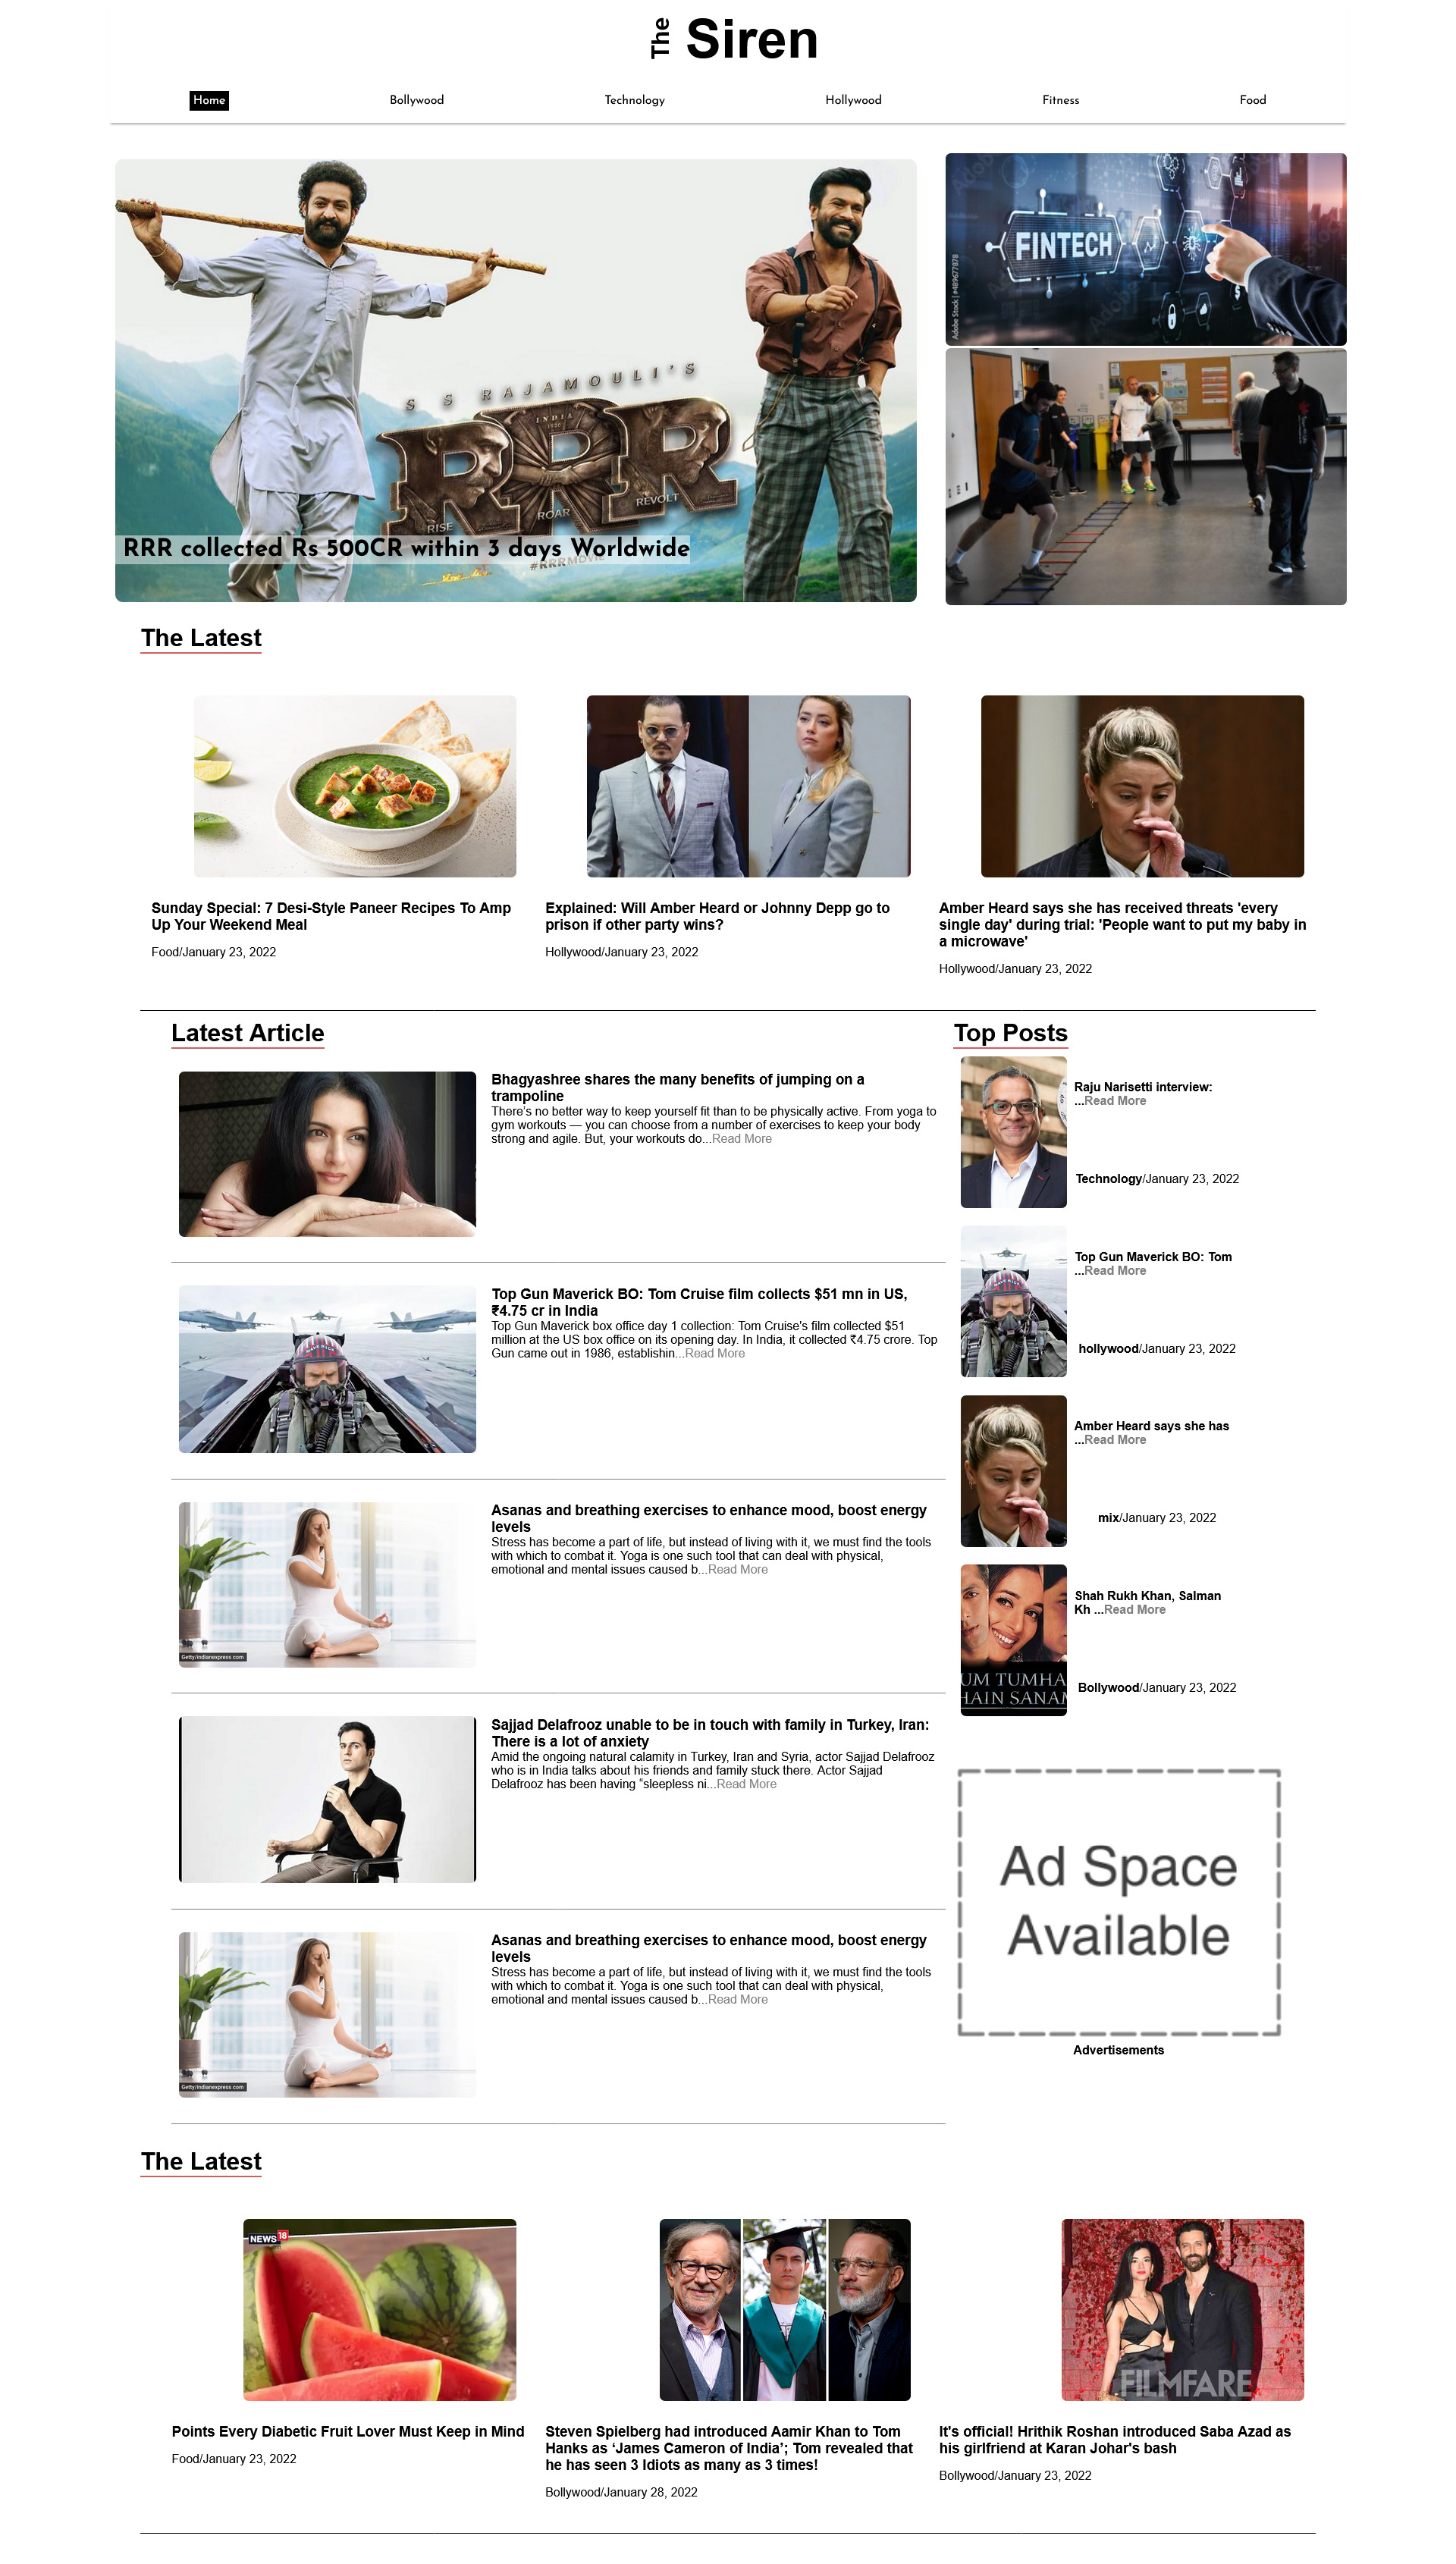 The Siren
Home
Bollywood
Technology
Hollywood
Fitness
Food
S S RAJAMOULI'S
INDIA
1920
RRR
RISE
ROAR
REVOLT
RRR collected Rs 500CR within 3 days Worldwide
#RRRMOVIE
FINTECH
Adobe Stock | #489677878
The Latest
Sunday Special: 7 Desi-Style Paneer Recipes To Amp
Up Your Weekend Meal
Food/January 23, 2022
Explained: Will Amber Heard or Johnny Depp go to
prison if other party wins?
Hollywood/January 23, 2022
Amber Heard says she has received threats 'every
single day' during trial: 'People want to put my baby in
a microwave'
Hollywood/January 23, 2022
Latest Article
Bhagyashree shares the many benefits of jumping on a
trampoline
There's no better way to keep yourself fit than to be physically active. From yoga to
gym workouts — you can choose from a number of exercises to keep your body
strong and agile. But, your workouts do...Read More
Top Gun Maverick BO: Tom Cruise film collects $51 mn in US,
₹4.75 cr in India
Top Gun Maverick box office day 1 collection: Tom Cruise's film collected $51
million at the US box office on its opening day. In India, it collected ₹4.75 crore. Top
Gun came out in 1986, establishin...Read More
Asanas and breathing exercises to enhance mood, boost energy
levels
Stress has become a part of life, but instead of living with it, we must find the tools
with which to combat it. Yoga is one such tool that can deal with physical,
emotional and mental issues caused b...Read More
Getty/indianexpress.com
Sajjad Delafrooz unable to be in touch with family in Turkey, Iran:
There is a lot of anxiety
Amid the ongoing natural calamity in Turkey, Iran and Syria, actor Sajjad Delafrooz
who is in India talks about his friends and family stuck there. Actor Sajjad
Delafrooz has been having “sleepless ni...Read More
Asanas and breathing exercises to enhance mood, boost energy
levels
Stress has become a part of life, but instead of living with it, we must find the tools
with which to combat it. Yoga is one such tool that can deal with physical,
emotional and mental issues caused b...Read More
Getty/indianexpress.com
Top Posts
Raju Narisetti interview:
...Read More
Technology/January 23, 2022
Top Gun Maverick BO: Tom
...Read More
hollywood/January 23, 2022
Amber Heard says she has
...Read More
mix/January 23, 2022
Shah Rukh Khan, Salman
Kh ...Read More
UM TUMHA
HAIN SANAM
Bollywood/January 23, 2022
Ad Space
Available
Advertisements
The Latest
NEWS 18
Points Every Diabetic Fruit Lover Must Keep in Mind
Food/January 23, 2022
Steven Spielberg had introduced Aamir Khan to Tom
Hanks as ‘James Cameron of India’; Tom revealed that
he has seen 3 Idiots as many as 3 times!
Bollywood/January 28, 2022
FILMFARE
It's official! Hrithik Roshan introduced Saba Azad as
his girlfriend at Karan Johar's bash
Bollywood/January 23, 2022